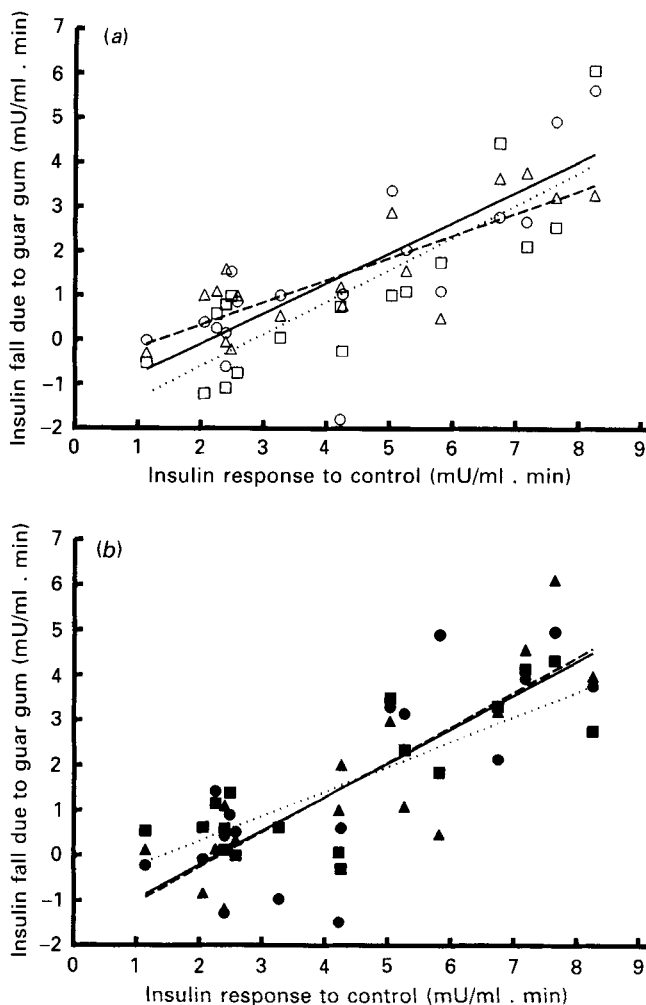 (a)
Insulin fall due to guar gum (mU/ml . min)
7
6
5
4
3
2
1
0
−1
−2
0 1 2 3 4 5 6 7 8 9
Insulin response to control (mU/ml . min)
(b)
Insulin fall due to guar gum (mU/ml . min)
7
6
5
4
3
2
1
0
−1
−2
0 1 2 3 4 5 6 7 8 9
Insulin response to control (mU/ml . min)